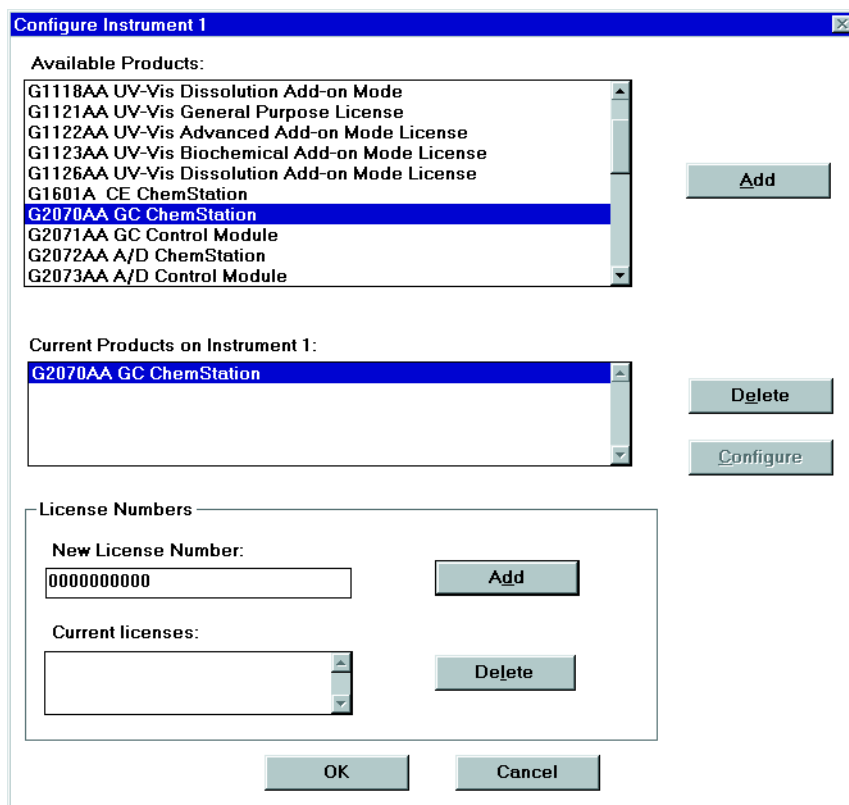 Configure Instrument 1
Available Products:
G1118AA UV-Vis Dissolution Add-on Mode
G1121AA UV-Vis General Purpose License
G1122AA UV-Vis Advanced Add-on Mode License
G1123AA UV-Vis Biochemical Add-on Mode License
G1126AA UV-Vis Dissolution Add-on Mode License
G1601A  CE ChemStation
G2070AA GC ChemStation
G2071AA GC Control Module
G2072AA A/D ChemStation
G2073AA A/D Control Module
Add
Current Products on Instrument 1:
G2070AA GC ChemStation
Delete
Configure
License Numbers
New License Number:
0000000000
Add
Current licenses:
Delete
OK
Cancel